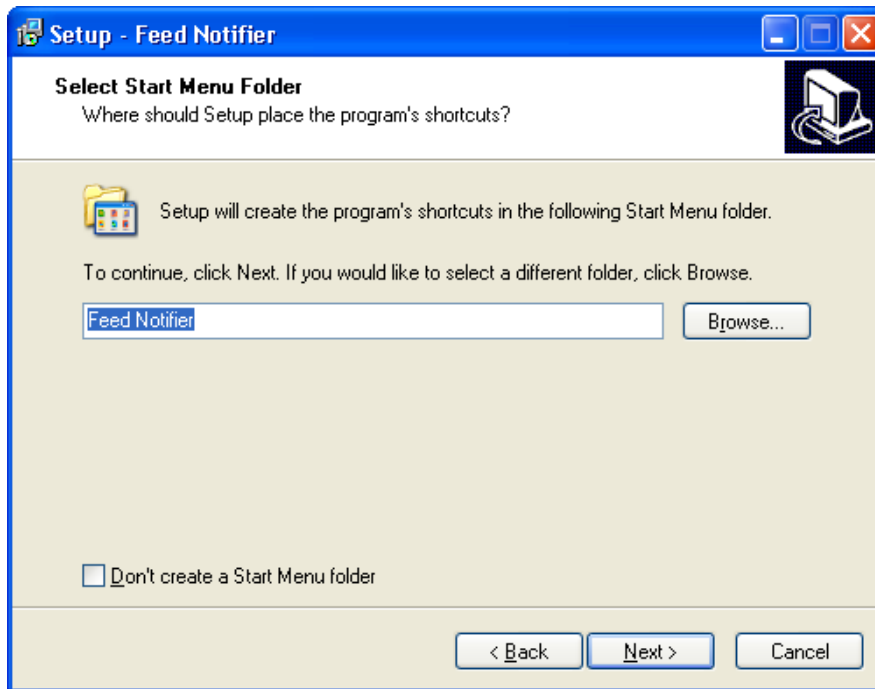 Setup - Feed Notifier
Select Start Menu Folder
Where should Setup place the program's shortcuts?
Setup will create the program's shortcuts in the following Start Menu folder.
To continue, click Next. If you would like to select a different folder, click Browse.
Feed Notifier
Browse...
Don't create a Start Menu folder
< Back
Next >
Cancel